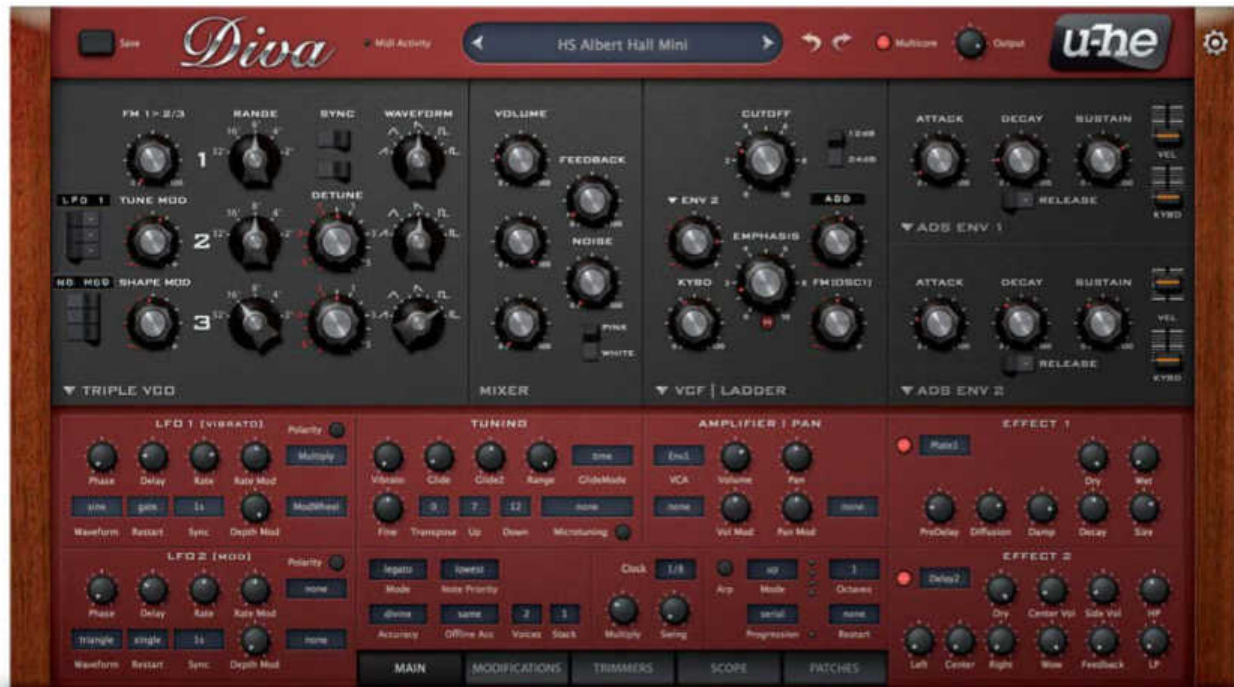 Save Diva Midi Activity HS Albert Hall Mini Multicore Output u-he
FM 1 > 2/3 RANGE SYNC WAVEFORM
1
LFO 1 TUNE MOD DETUNE
2
NO MOD SHAPE MOD
3
TRIPLE VCO
VOLUME
FEEDBACK
NOISE
PINK
WHITE
MIXER
CUTOFF
12dB
24dB
ENV 2
EMPHASIS
KYBD FM(OSC1)
VCF | LADDER
ATTACK DECAY SUSTAIN
VEL
RELEASE KYBD
ADS ENV 1
ATTACK DECAY SUSTAIN
VEL
RELEASE KYBD
ADS ENV 2
LFO 1 (VIBRATO) Polarity
Multiply
Phase Delay Rate Rate Mod
sine gate 1s ModWheel
Waveform Restart Sync Depth Mod
LFO2 (MOD) Polarity
none
Phase Delay Rate Rate Mod
triangle single 1s none
Waveform Restart Sync Depth Mod
TUNING
time
Vibrato Glide Glide2 Range GlideMode
0 7 12 none
Fine Transpose Up Down Microtuning
legato lowest
Mode Note Priority
divine same 2 1
Accuracy Offline Acc Voices Stack
Clock 1/8
Multiply Swing
AMPLIFIER | PAN
Env1
VCA Volume Pan
none none
Vol Mod Pan Mod
up 1
Arp Mode Octaves
serial none
Progression Restart
EFFECT 1
Plate1
Dry Wet
PreDelay Diffusion Damp Decay Size
EFFECT 2
Delay2
Dry Center Vol Side Vol HP
Left Center Right Wow Feedback LP
MAIN MODIFICATIONS TRIMMERS SCOPE PATCHES